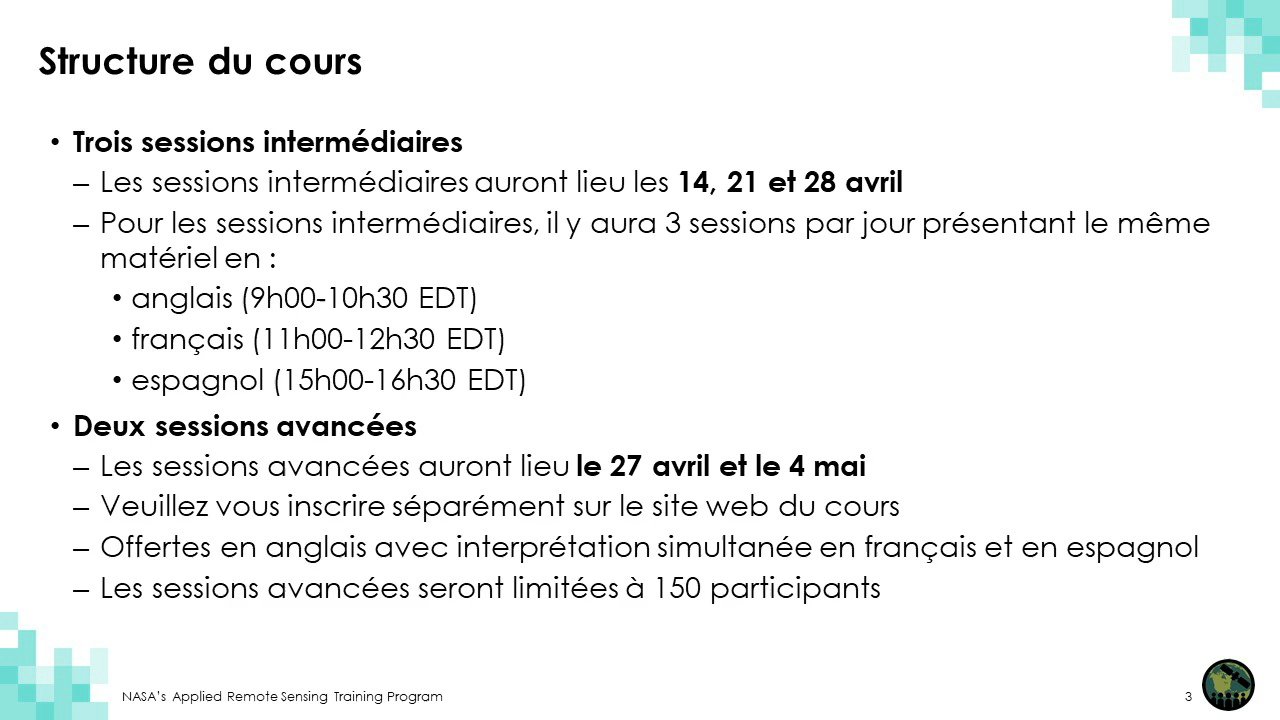 Structure du cours
• Trois sessions intermédiaires
– Les sessions intermédiaires auront lieu les 14, 21 et 28 avril
– Pour les sessions intermédiaires, il y aura 3 sessions par jour présentant le même
matériel en :
• anglais (9h00-10h30 EDT)
• français (11h00-12h30 EDT)
• espagnol (15h00-16h30 EDT)
• Deux sessions avancées
– Les sessions avancées auront lieu le 27 avril et le 4 mai
– Veuillez vous inscrire séparément sur le site web du cours
– Offertes en anglais avec interprétation simultanée en français et en espagnol
– Les sessions avancées seront limitées à 150 participants
NASA's Applied Remote Sensing Training Program
3